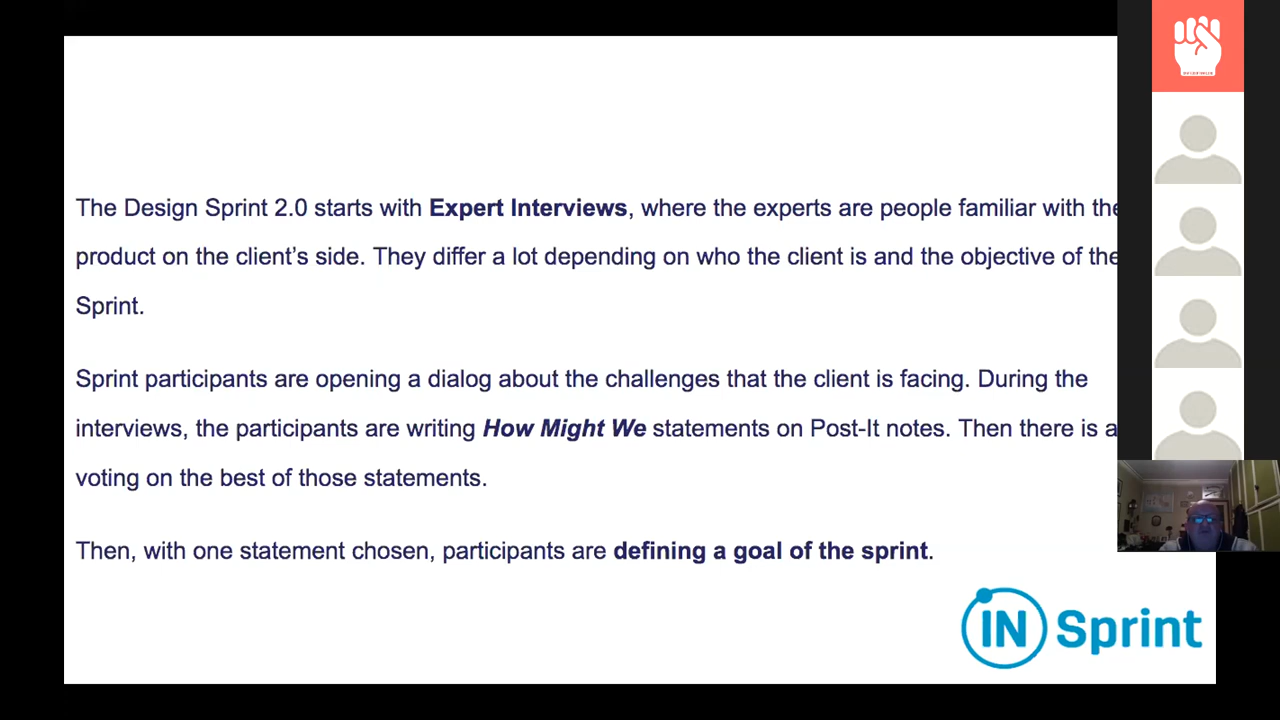 The Design Sprint 2.0 starts with Expert Interviews, where the experts are people familiar with the
product on the client’s side. They differ a lot depending on who the client is and the objective of the
Sprint.
Sprint participants are opening a dialog about the challenges that the client is facing. During the
interviews, the participants are writing How Might We statements on Post-It notes. Then there is a
voting on the best of those statements.
Then, with one statement chosen, participants are defining a goal of the sprint.
IN Sprint